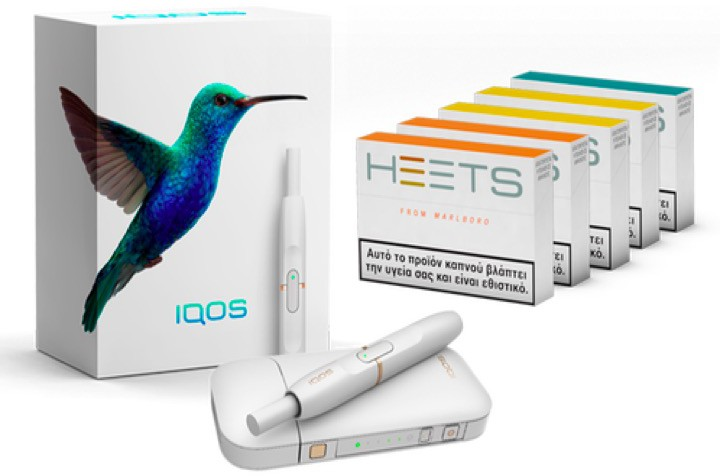 IQOS
HEETS
FROM MARLBORO
Αυτό το προϊόν καπνού βλάπτει
την υγεία σας και είναι εθιστικό.
IQOS